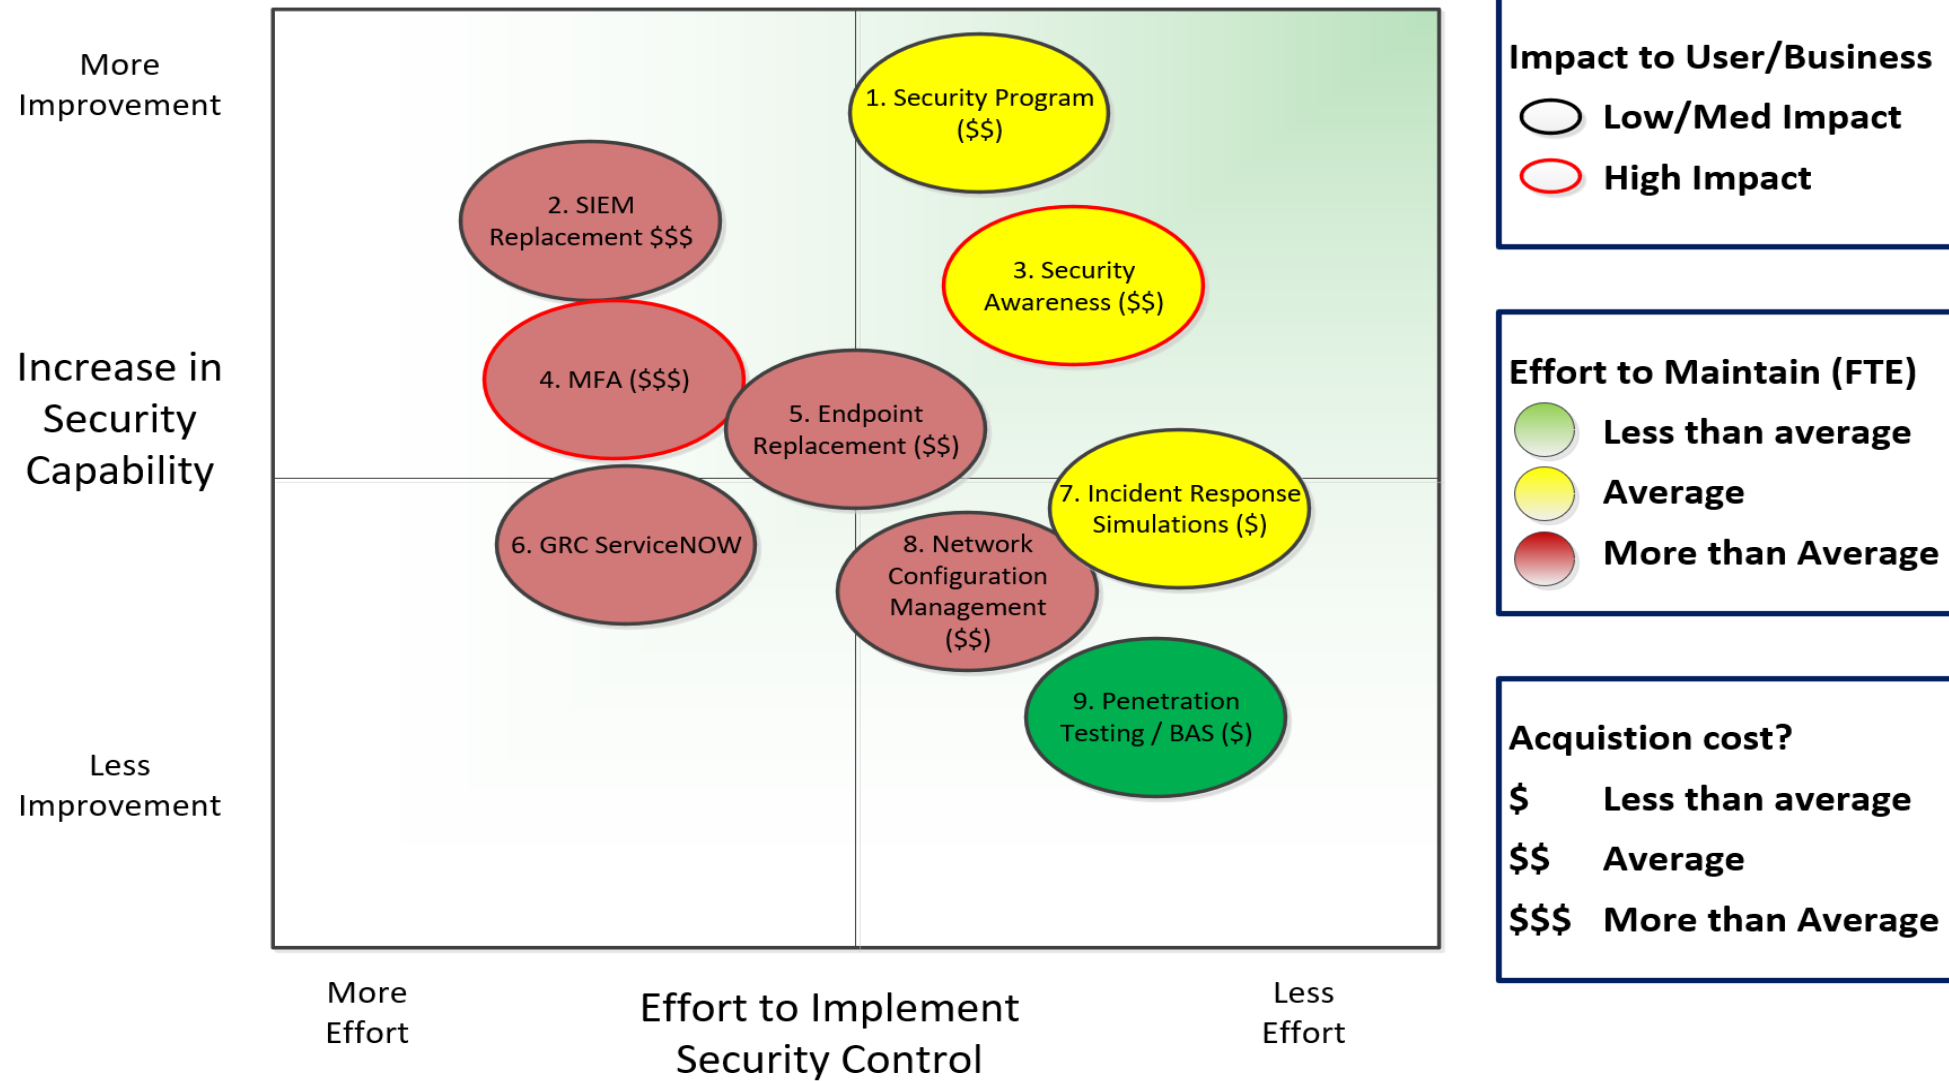 More
Improvement
Increase in
Security
Capability
Less
Improvement
1. Security Program
($$)
2. SIEM
Replacement $$$
3. Security
Awareness ($$)
4. MFA ($$$)
5. Endpoint
Replacement ($$)
6. GRC ServiceNOW
7. Incident Response
Simulations ($)
8. Network
Configuration
Management
($$)
9. Penetration
Testing / BAS ($)
More
Effort
Effort to Implement
Security Control
Less
Effort
Impact to User/Business
Low/Med Impact
High Impact
Effort to Maintain (FTE)
Less than average
Average
More than Average
Acquistion cost?
$ Less than average
$$ Average
$$$ More than Average